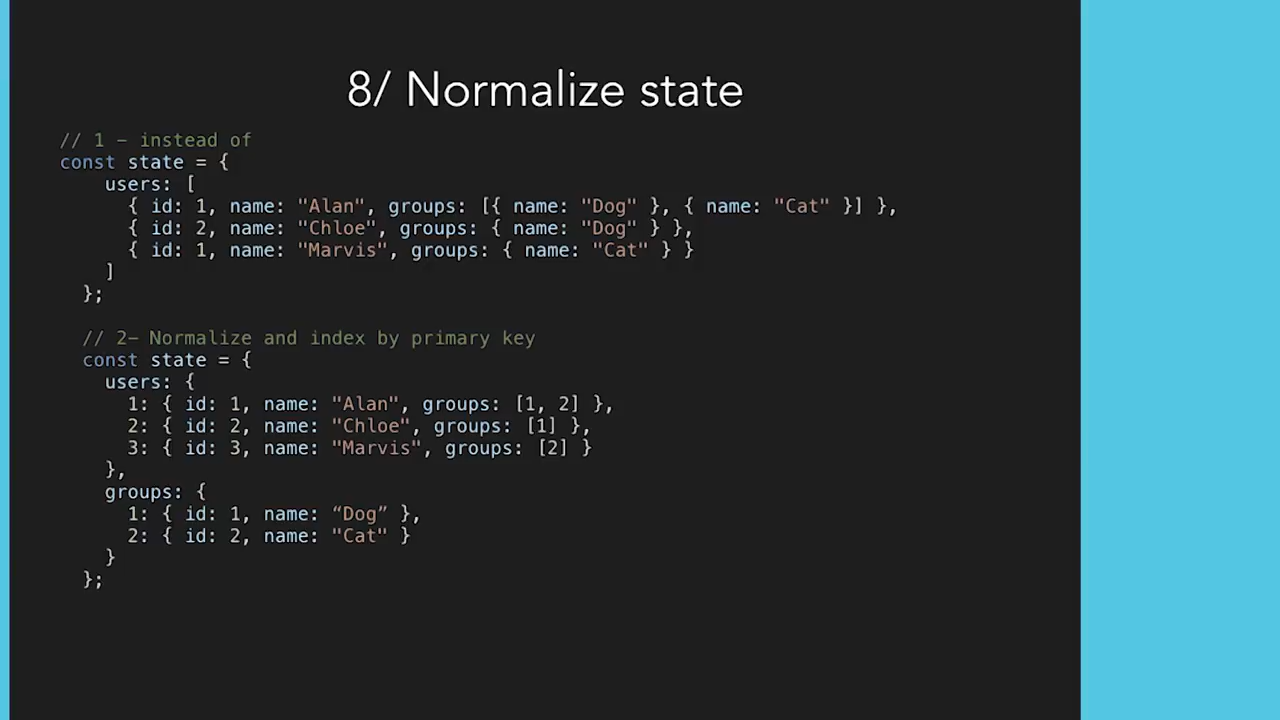 8/ Normalize state
// 1 - instead of
const state = {
users: [
{ id: 1, name: "Alan", groups: [{ name: "Dog" }, { name: "Cat" }] },
{ id: 2, name: "Chloe", groups: { name: "Dog" } },
{ id: 1, name: "Marvis", groups: { name: "Cat" } }
]
};
// 2- Normalize and index by primary key
const state = {
users: {
1: { id: 1, name: "Alan", groups: [1, 2] },
2: { id: 2, name: "Chloe", groups: [1] },
3: { id: 3, name: "Marvis", groups: [2] }
},
groups: {
1: { id: 1, name: “Dog” },
2: { id: 2, name: "Cat" }
}
};